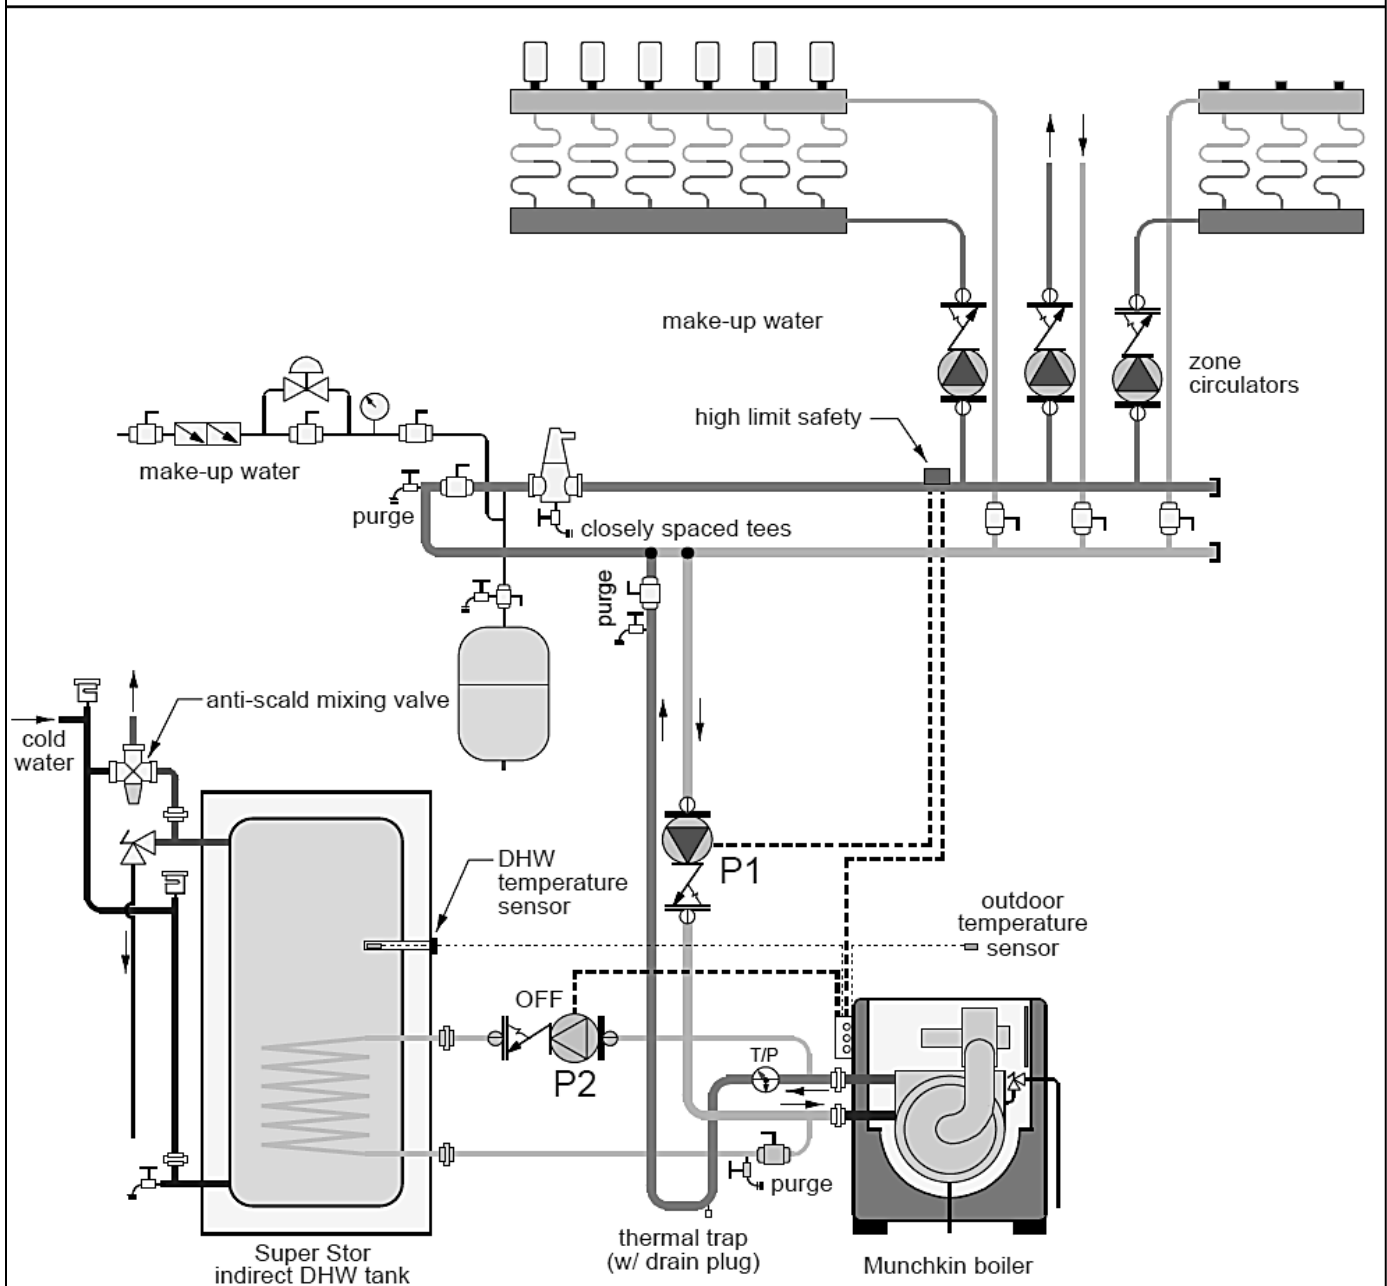 make-up water
zone
circulators
high limit safety
make-up water
purge
closely spaced tees
purge
anti-scald mixing valve
cold
water
DHW
temperature
sensor
P1
outdoor
temperature
sensor
OFF
P2
T/P
purge
thermal trap
(w/ drain plug)
Super Stor
indirect DHW tank
Munchkin boiler